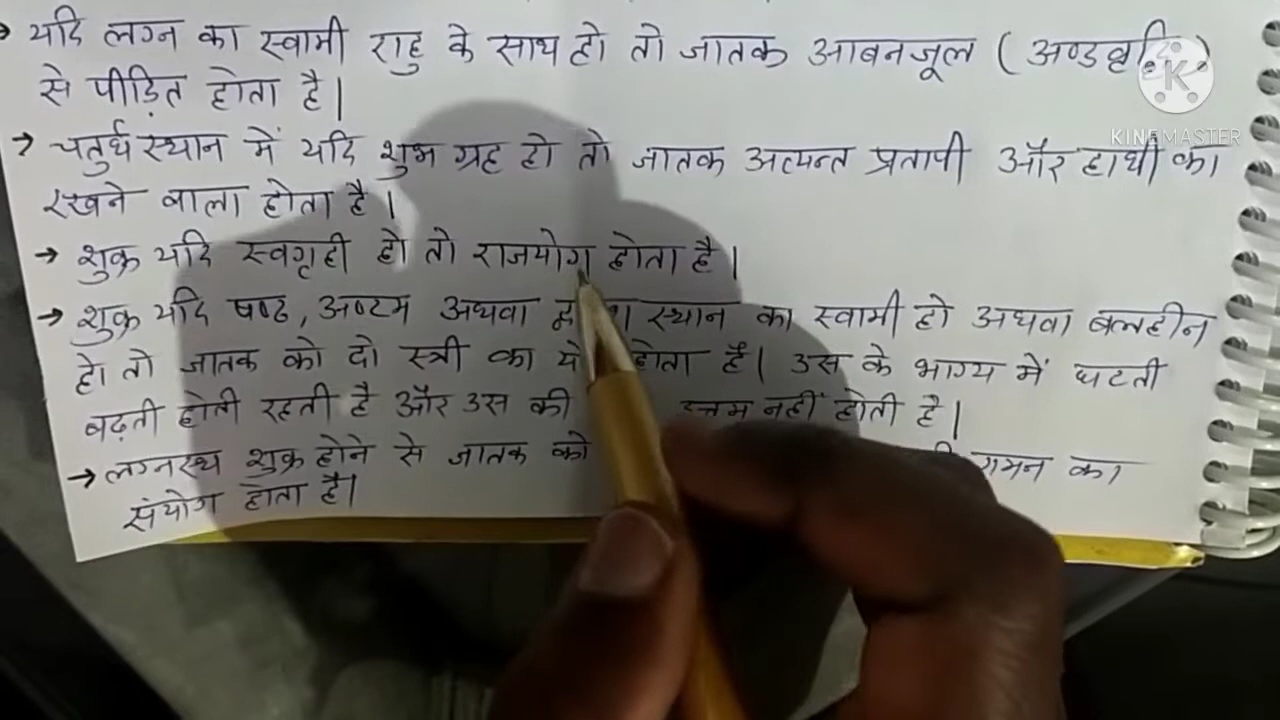 → यदि लग्न का स्वामी राहु के साथ हो तो जातक आबनजूल ( अण्डवृद्धि )
से पीड़ित होता है।
→ चतुर्थ स्थान में यदि शुभ ग्रह हो तो जातक अत्यन्त प्रतापी और हाथी का
रखने वाला होता है।
→ शुक्र यदि स्वगृही हो तो राजयोग होता है।
→ शुक्र यदि षष्ठ, अष्टम अथवा स्थान का स्वामी हो अथवा बलहीन
हो तो जातक को दो स्त्री का होता है। उस के भाग्य में घटती
बढ़ती होती रहती है और उस की नहीं होती है।
→ लग्नस्थ शुक्र होने से जातक को गमन का
संयोग होता है।
KINEMASTER